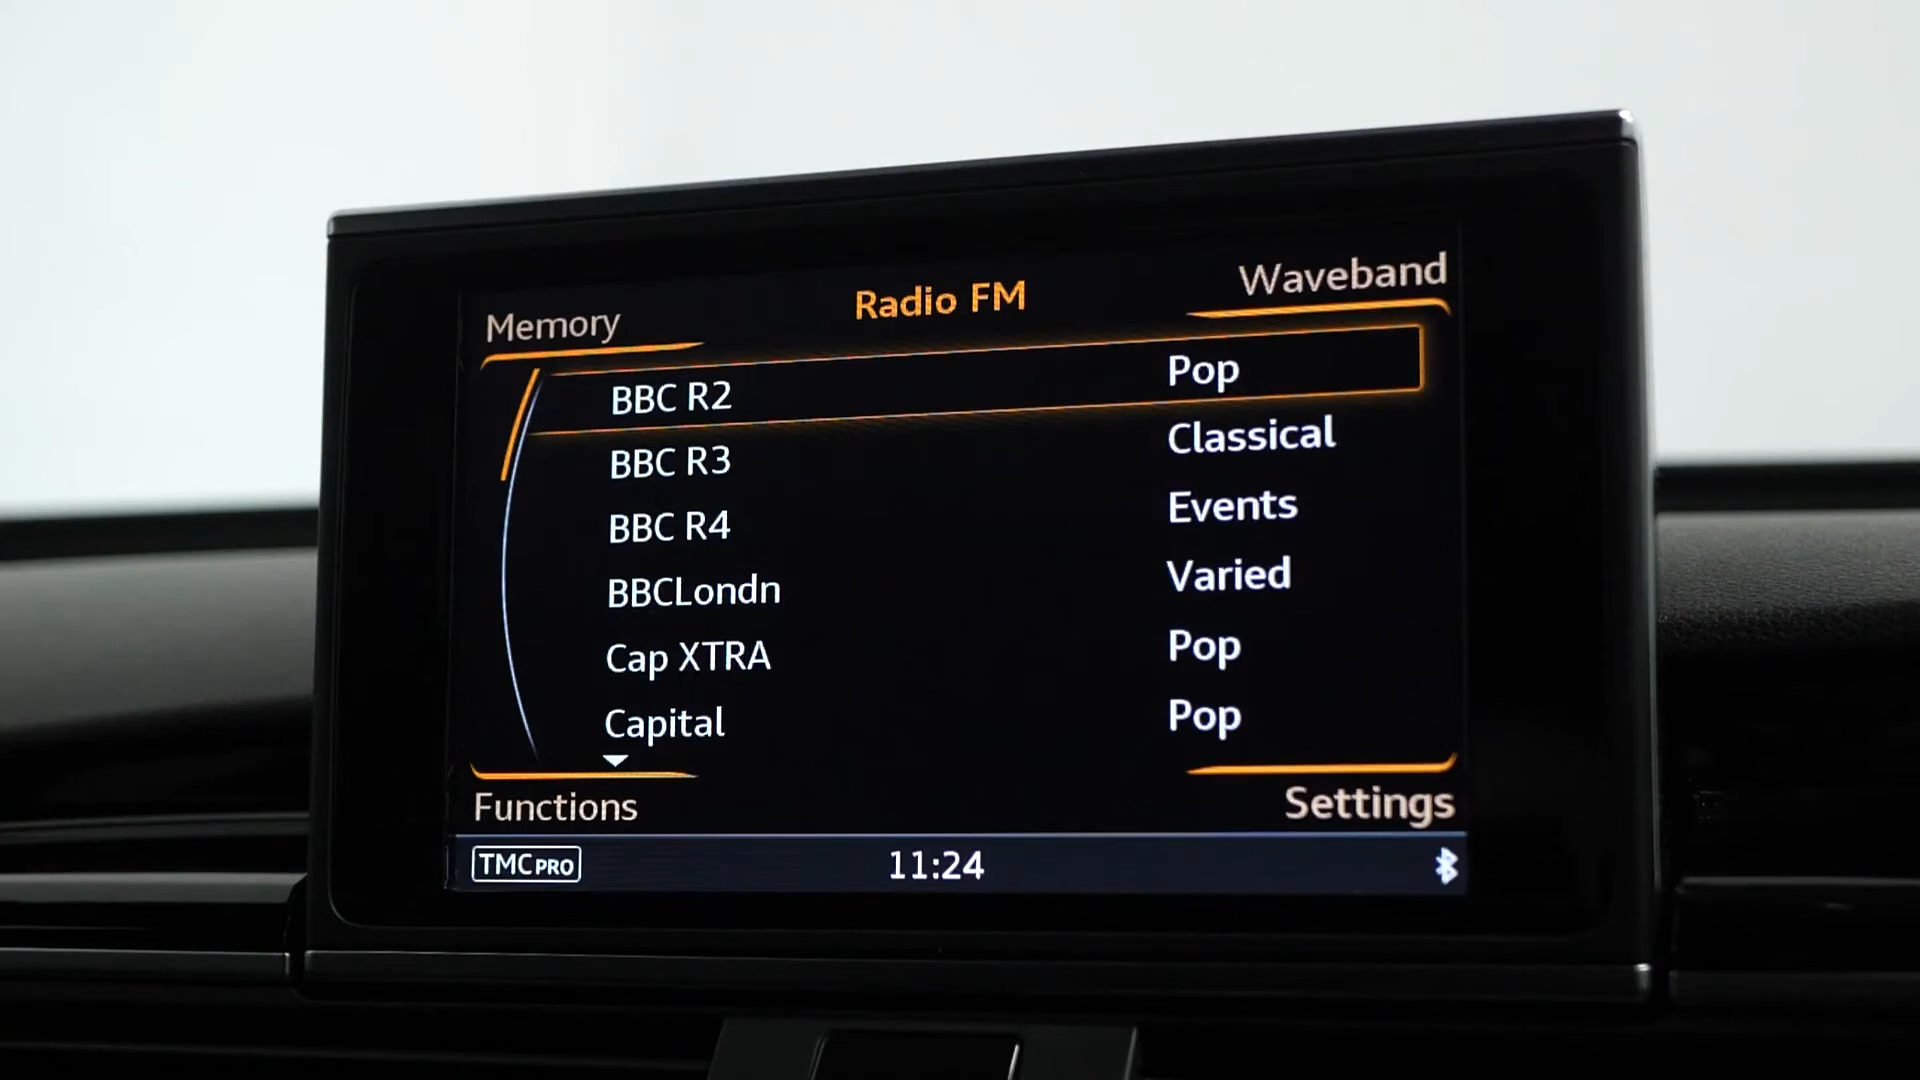 Memory
Radio FM
Waveband
BBC R2 Pop
BBC R3 Classical
BBC R4 Events
BBCLondn Varied
Cap XTRA Pop
Capital Pop
Functions
Settings
TMC PRO 11:24